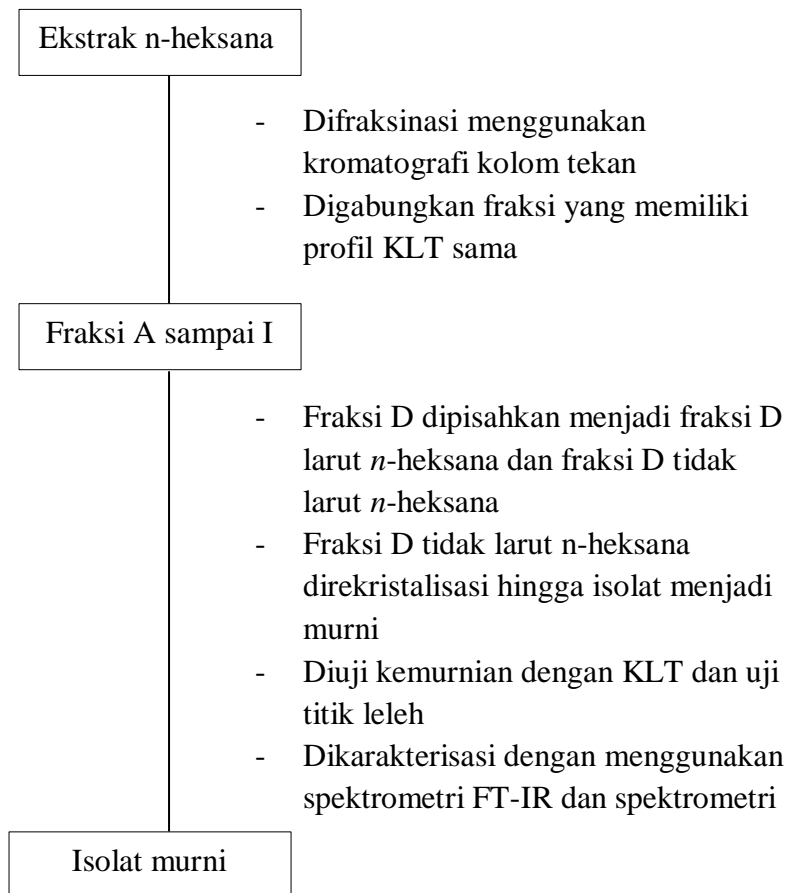 Ekstrak n-heksana
- Difraksinasi menggunakan
kromatografi kolom tekan
- Digabungkan fraksi yang memiliki
profil KLT sama
Fraksi A sampai I
- Fraksi D dipisahkan menjadi fraksi D
larut n-heksana dan fraksi D tidak
larut n-heksana
- Fraksi D tidak larut n-heksana
direkristalisasi hingga isolat menjadi
murni
- Diuji kemurnian dengan KLT dan uji
titik leleh
- Dikarakterisasi dengan menggunakan
spektrometri FT-IR dan spektrometri
Isolat murni